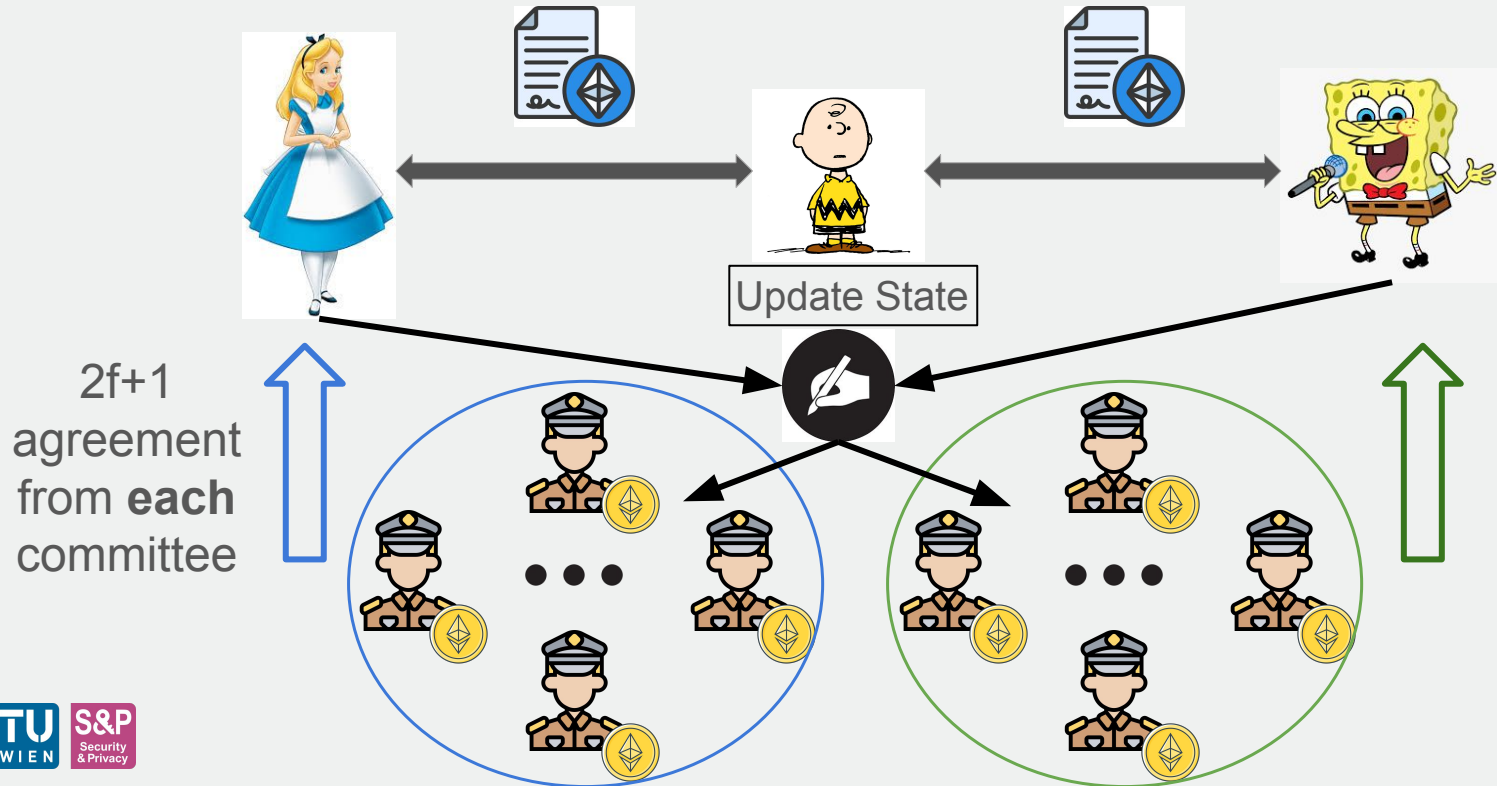 Update State
2f+1
agreement
from each
committee
TU
WIEN
S&P
Security
& Privacy